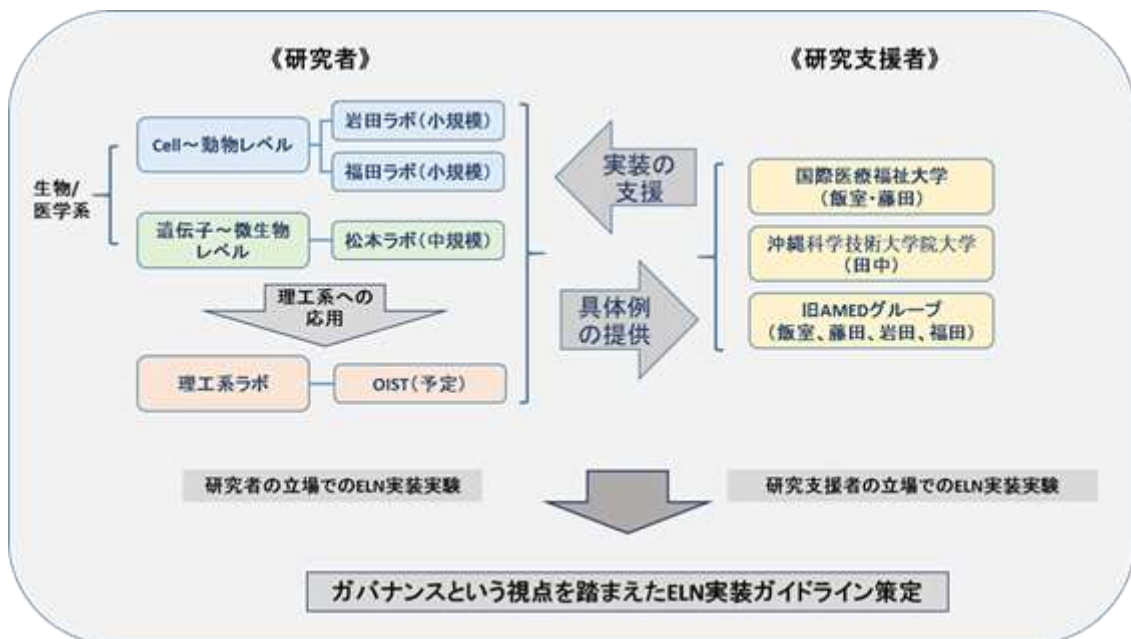 《研究者》
《研究支援者》
生物/
医学系
Cell～動物レベル
岩田ラボ(小規模)
福田ラボ(小規模)
遺伝子～微生物
レベル
松本ラボ(中規模)
理工系への
応用
理工系ラボ
OIST(予定)
実装の
支援
具体例
の提供
国際医療福祉大学
(飯室・藤田)
沖縄科学技術大学院大学
(田中)
旧AMEDグループ
(飯室、藤田、岩田、福田)
研究者の立場でのELN実装実験
研究支援者の立場でのELN実装実験
ガバナンスという視点を踏まえたELN実装ガイドライン策定